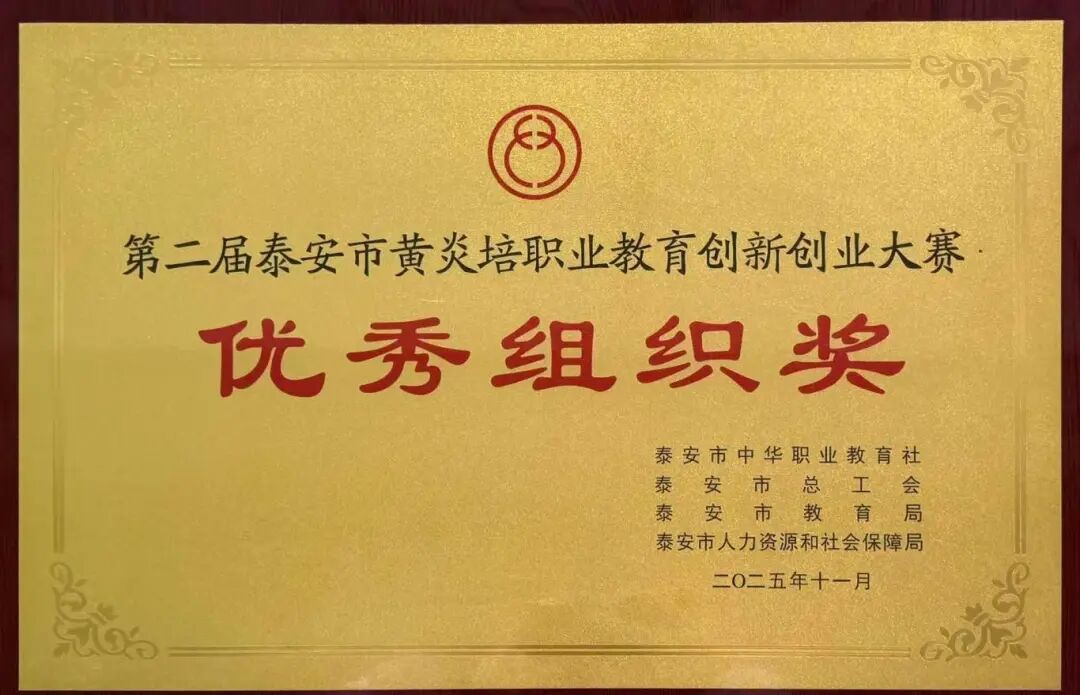 第二届泰安市黄炎培职业教育创新创业大赛
优秀组织奖
泰安市中华职业教育社
泰安市总工会
泰安市教育局
泰安市人力资源和社会保障局
二〇二五年十一月